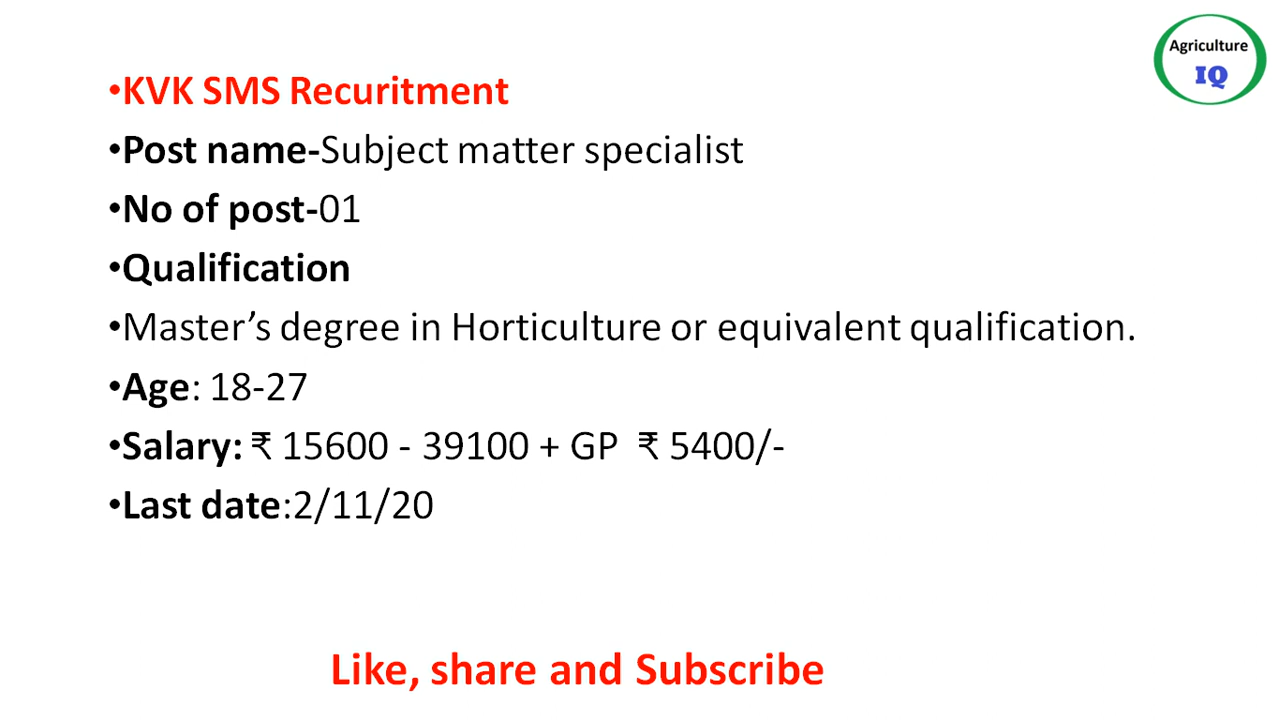 Agriculture
IQ
•KVK SMS Recuritment
•Post name-Subject matter specialist
•No of post-01
•Qualification
•Master’s degree in Horticulture or equivalent qualification.
•Age: 18-27
•Salary: ₹ 15600 - 39100 + GP ₹ 5400/-
•Last date:2/11/20
Like, share and Subscribe